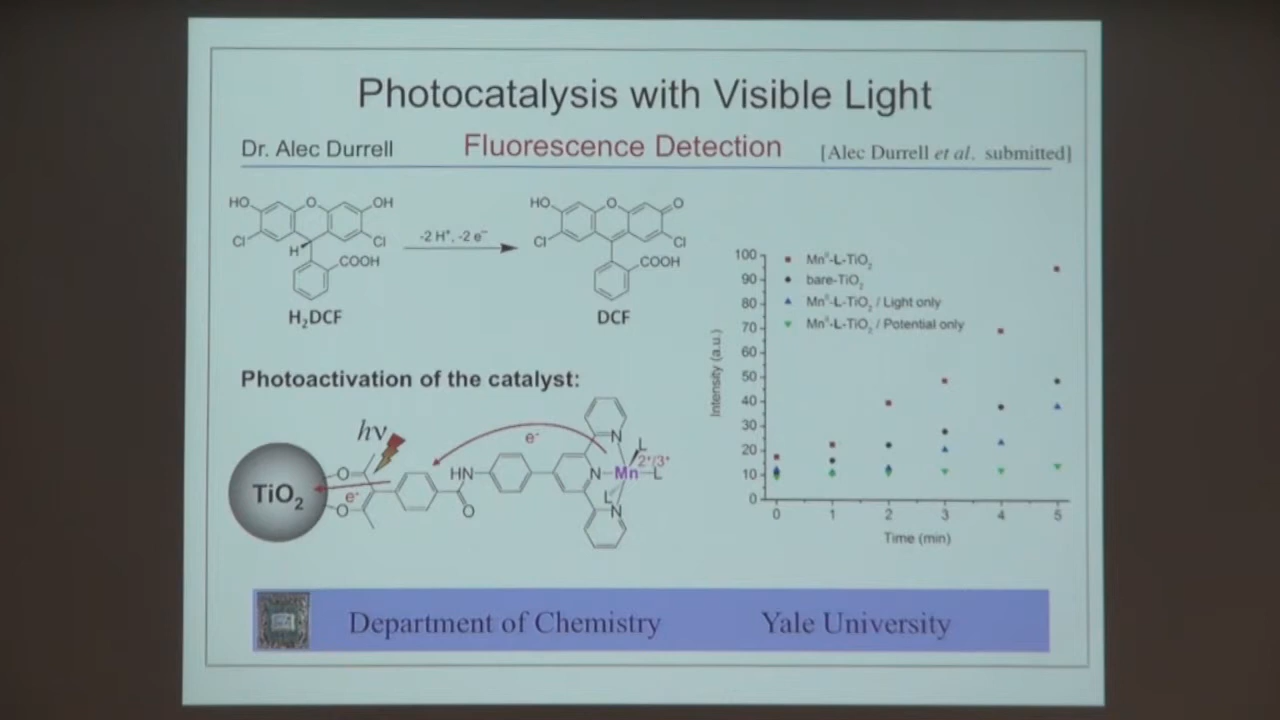 Photocatalysis with Visible Light
Dr. Alec Durrell
Fluorescence Detection
[Alec Durrell et al. submitted]
HO
O
OH
Cl
H
Cl
COOH
H₂DCF
-2 H⁺, -2 e⁻
HO
O
O
Cl
Cl
COOH
DCF
Photoactivation of the catalyst:
TiO₂
hν
O
O
e⁻
HN
O
e⁻
N
N
N
Mn
2⁺/3⁺
L
L
L
Intensity (a.u.)
100
90
80
70
60
50
40
30
20
10
0
Mnᴵᴵ-L-TiO₂
bare-TiO₂
Mnᴵᴵ-L-TiO₂ / Light only
Mnᴵᴵ-L-TiO₂ / Potential only
0 1 2 3 4 5
Time (min)
Department of Chemistry Yale University